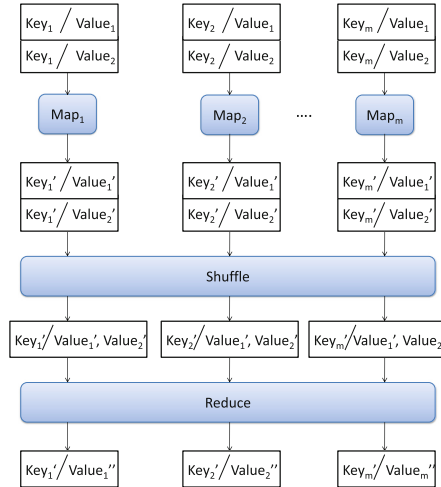 Key₁ / Value₁ Key₂ / Value₁ Keyₘ / Value₁
Key₁ / Value₂ Key₂ / Value₂ Keyₘ / Value₂
Map₁ Map₂ .... Mapₘ
Key₁' / Value₁' Key₂' / Value₁' Keyₘ' / Value₁'
Key₁' / Value₂' Key₂' / Value₂' Keyₘ' / Value₂'
Shuffle
Key₁' / Value₁', Value₂' Key₂' / Value₁', Value₂' Keyₘ' / Value₁', Value₂
Reduce
Key₁' / Value₁'' Key₂' / Value₂'' Keyₘ' / Valueₘ''